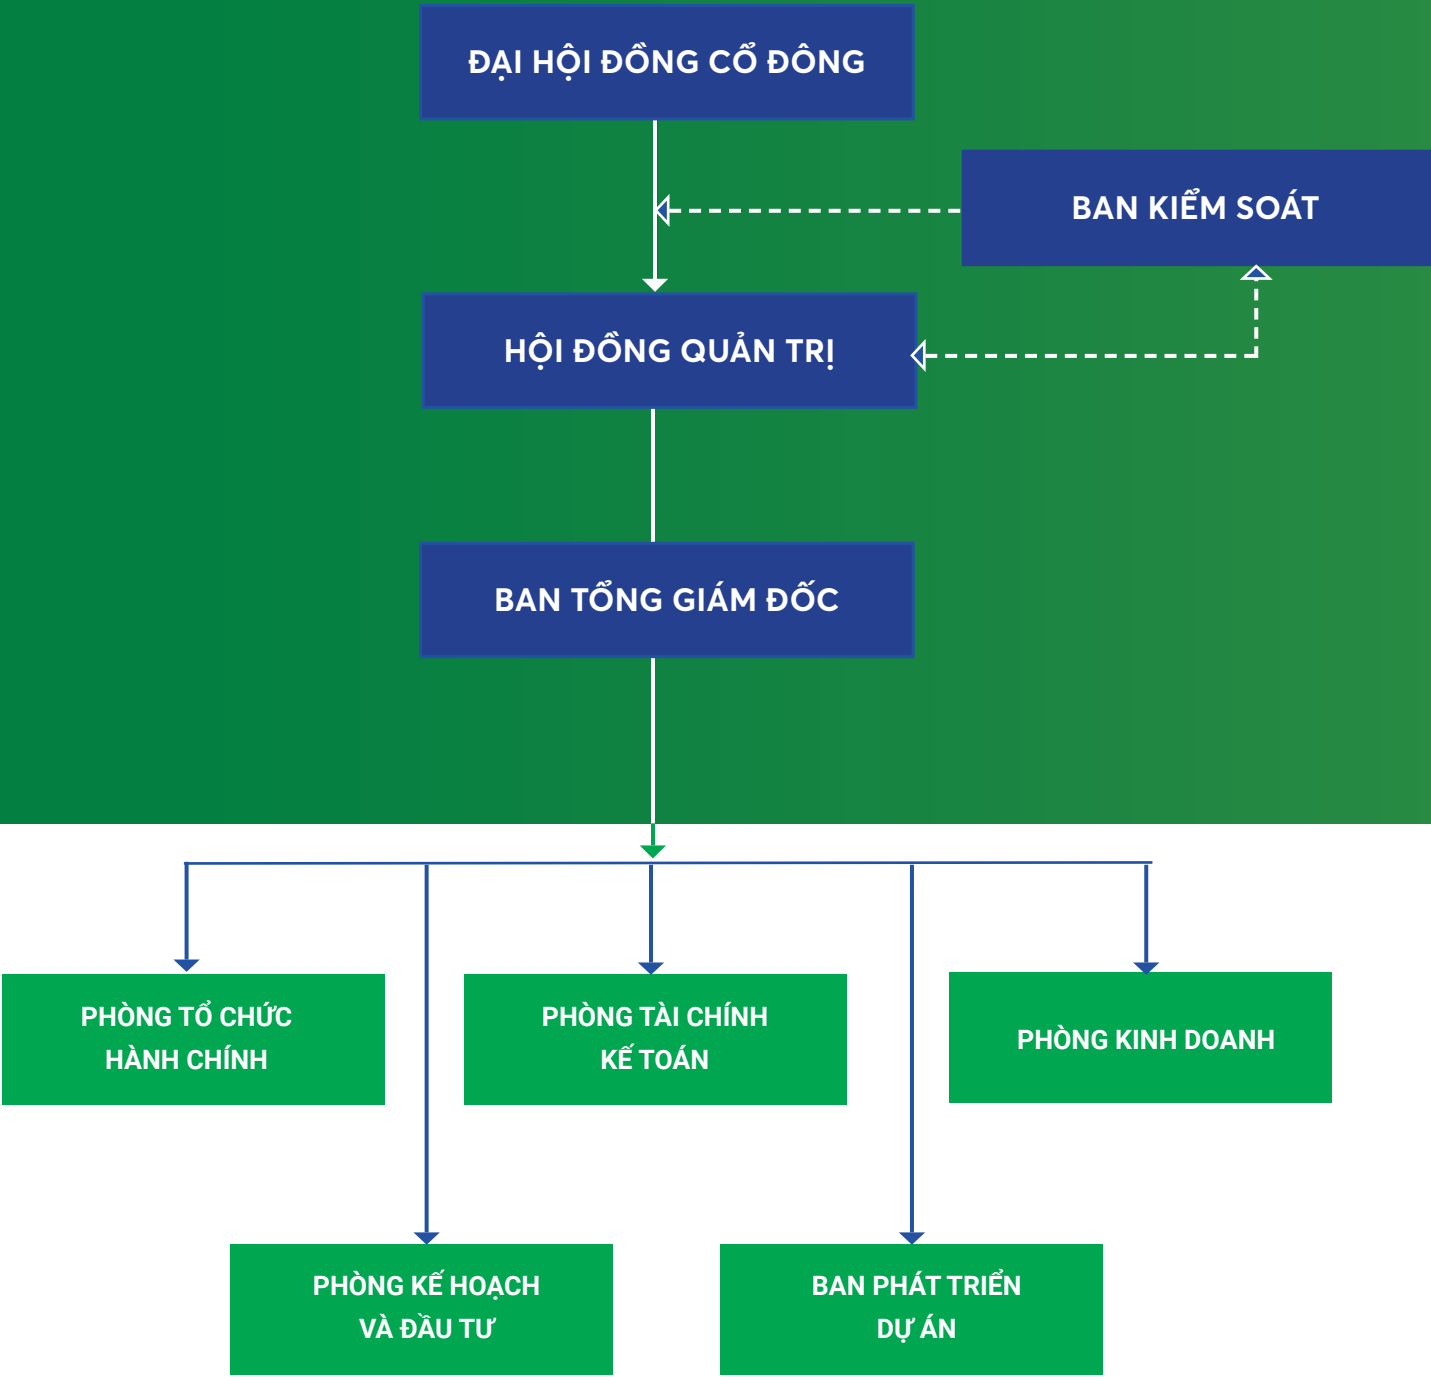 ĐẠI HỘI ĐỒNG CỔ ĐÔNG
BAN KIỂM SOÁT
HỘI ĐỒNG QUẢN TRỊ
BAN TỔNG GIÁM ĐỐC
PHÒNG TỔ CHỨC
HÀNH CHÍNH
PHÒNG TÀI CHÍNH
KẾ TOÁN
PHÒNG KINH DOANH
PHÒNG KẾ HOẠCH
VÀ ĐẦU TƯ
BAN PHÁT TRIỂN
DỰ ÁN